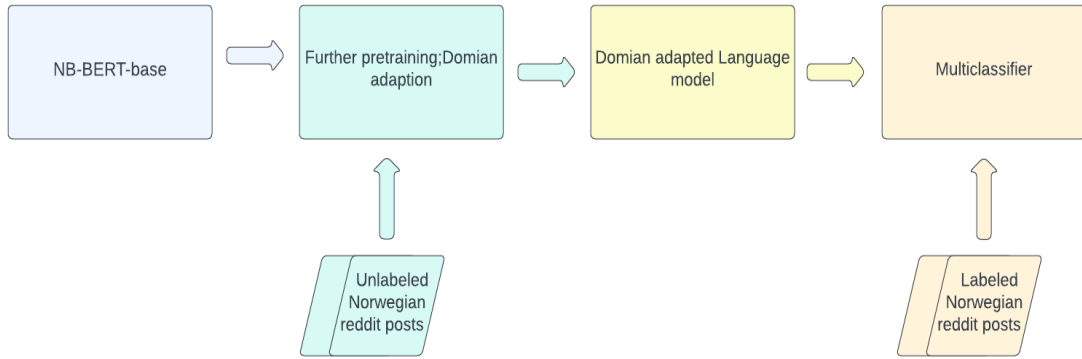 NB-BERT-base
Further pretraining;Domian
adaption
Domian adapted Language
model
Multiclassifier
Unlabeled
Norwegian
reddit posts
Labeled
Norwegian
reddit posts